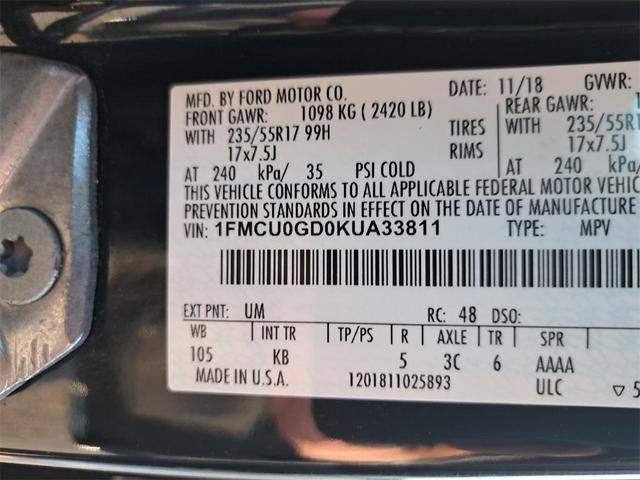 MFD. BY FORD MOTOR CO. DATE: 11/18 GVWR:
FRONT GAWR: 1098 KG ( 2420 LB) REAR GAWR:
WITH 235/55R17 99H TIRES WITH 235/55R17
17x7.5J RIMS 17x7.5J
AT 240 kPa/ 35 PSI COLD AT 240 kPa/
THIS VEHICLE CONFORMS TO ALL APPLICABLE FEDERAL MOTOR VEHIC
PREVENTION STANDARDS IN EFFECT ON THE DATE OF MANUFACTURE
VIN: 1FMCU0GD0KUA33811 TYPE: MPV
EXT PNT: UM RC: 48 DSO:
WB INT TR TP/PS R AXLE TR SPR
105 KB 5 3C 6 AAAA
MADE IN U.S.A. 1201811025893 ULC ▽5